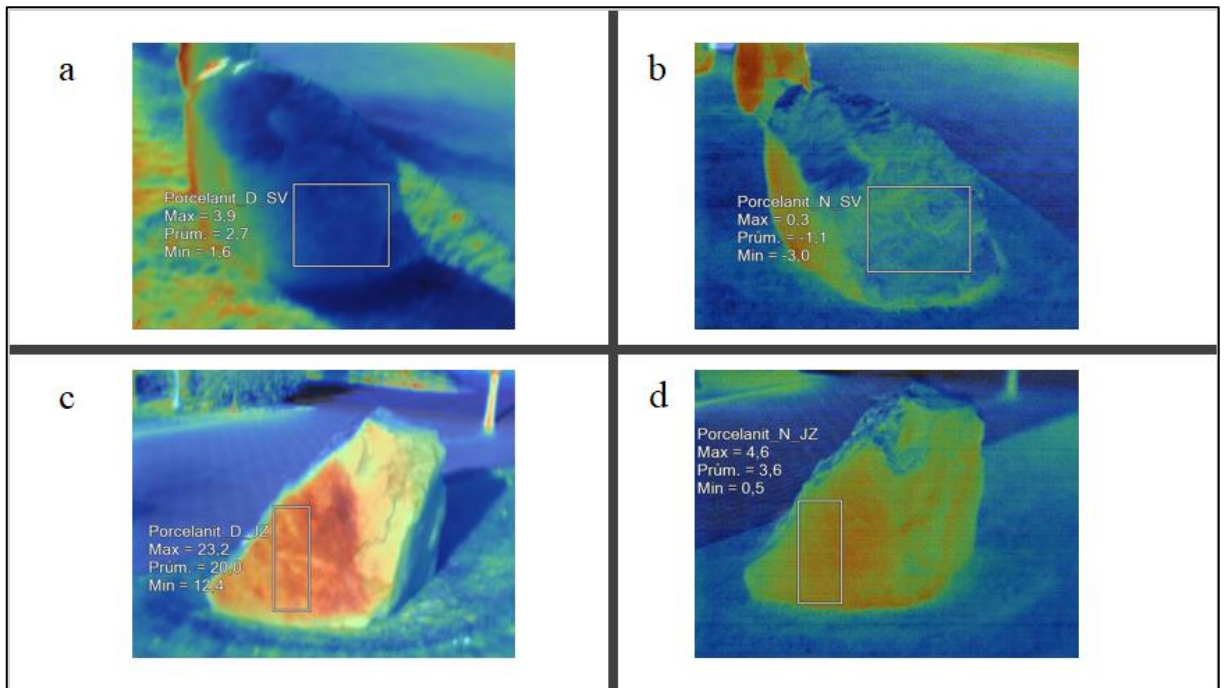 a
Porcelanit_D_SV
Max = 3,9
Prům. = 2,7
Min = 1,6
b
Porcelanit_N_SV
Max = 0,3
Prům. = -1,1
Min = -3,0
c
Porcelanit_D_JZ
Max = 23,2
Prům. = 20,0
Min = 12,4
d
Porcelanit_N_JZ
Max = 4,6
Prům. = 3,6
Min = 0,5